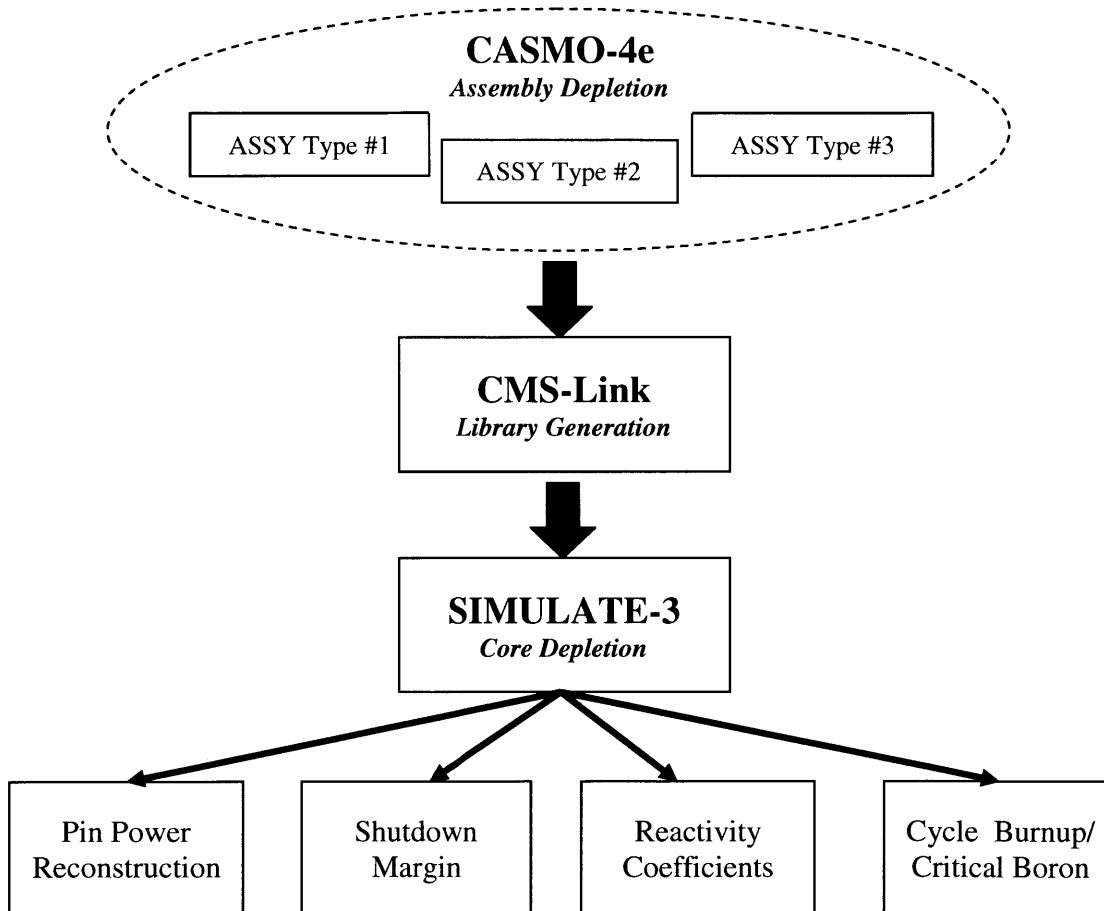 CASMO-4e
Assembly Depletion
ASSY Type #1
ASSY Type #2
ASSY Type #3
CMS-Link
Library Generation
SIMULATE-3
Core Depletion
Pin Power
Reconstruction
Shutdown
Margin
Reactivity
Coefficients
Cycle Burnup/
Critical Boron